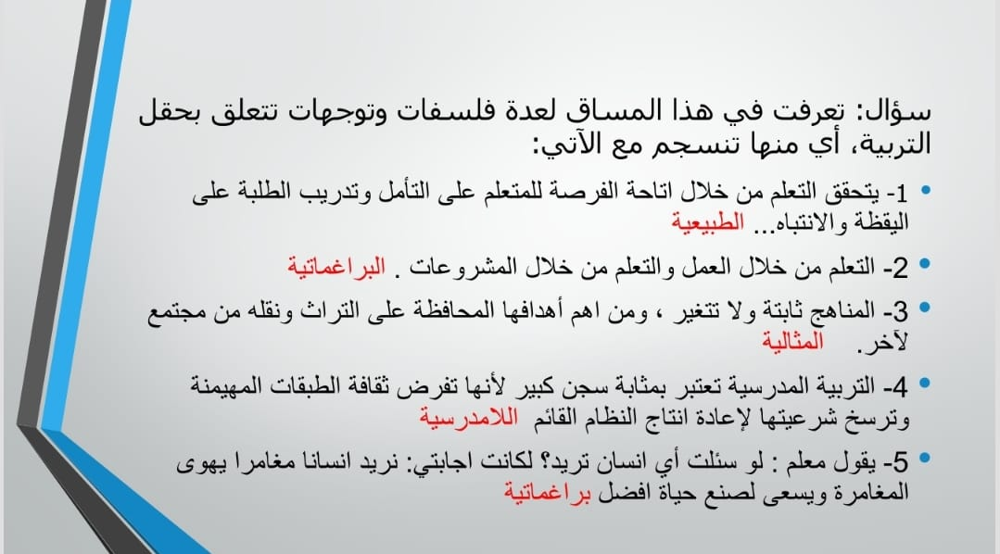 سؤال: تعرفت في هذا المساق لعدة فلسفات وتوجهات تتعلق بحقل
التربية، أي منها تنسجم مع الآتي:
• 1- يتحقق التعلم من خلال اتاحة الفرصة للمتعلم على التأمل وتدريب الطلبة على
اليقظة والانتباه... الطبيعية
• 2- التعلم من خلال العمل والتعلم من خلال المشروعات . البراغماتية
• 3- المناهج ثابتة ولا تتغير ، ومن اهم أهدافها المحافظة على التراث ونقله من مجتمع
لآخر. المثالية
• 4- التربية المدرسية تعتبر بمثابة سجن كبير لأنها تفرض ثقافة الطبقات المهيمنة
وترسخ شرعيتها لإعادة انتاج النظام القائم اللامدرسية
• 5- يقول معلم : لو سئلت أي انسان تريد؟ لكانت اجابتي: نريد انسانا مغامرا يهوى
المغامرة ويسعى لصنع حياة افضل براغماتية